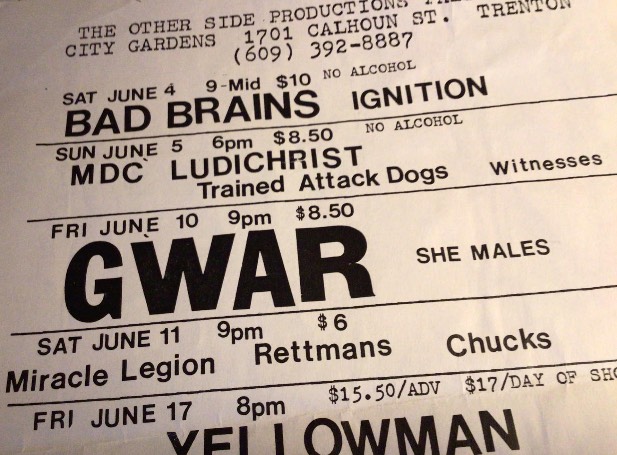 THE OTHER SIDE PRODUCTIONS
CITY GARDENS 1701 CALHOUN ST. TRENTON
(609) 392-8887
SAT JUNE 4 9-Mid $10 NO ALCOHOL
BAD BRAINS IGNITION
SUN JUNE 5 6pm $8.50 NO ALCOHOL
MDC LUDICHRIST
Trained Attack Dogs Witnesses
FRI JUNE 10 9pm $8.50
GWAR SHE MALES
SAT JUNE 11 9pm $6
Miracle Legion Rettmans Chucks
FRI JUNE 17 8pm $15.50/ADV $17/DAY OF SHO
YELLOWMAN